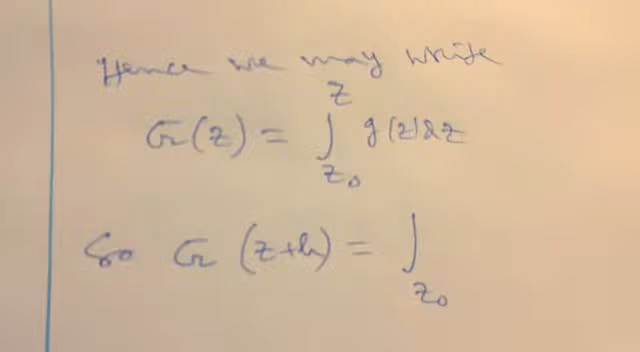 Hence we may write
G(z) = ∫_{z₀}^{z} g(z)dz
So G(z+h) = ∫_{z₀}